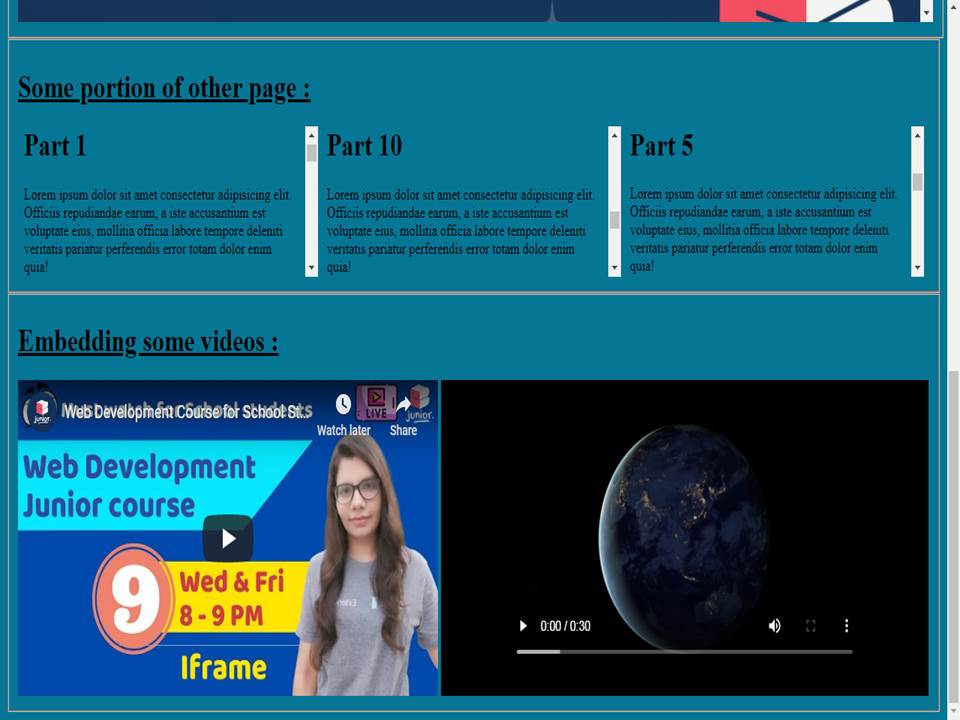 Some portion of other page :
Part 1
Lorem ipsum dolor sit amet consectetur adipisicing elit.
Officiis repudiandae earum, a iste accusantium est
voluptate eius, mollitia officia labore tempore deleniti
veritatis pariatur perferendis error totam dolor enim
quia!
Part 10
Lorem ipsum dolor sit amet consectetur adipisicing elit.
Officiis repudiandae earum, a iste accusantium est
voluptate eius, mollitia officia labore tempore deleniti
veritatis pariatur perferendis error totam dolor enim
quia!
Part 5
Lorem ipsum dolor sit amet consectetur adipisicing elit.
Officiis repudiandae earum, a iste accusantium est
voluptate eius, mollitia officia labore tempore deleniti
veritatis pariatur perferendis error totam dolor enim
quia!
Embedding some videos :
Web Development Course for School St...
Watch later
Share
LIVE
junior
Web Development
Junior course
9
Wed & Fri
8 - 9 PM
Iframe
0:00 / 0:30